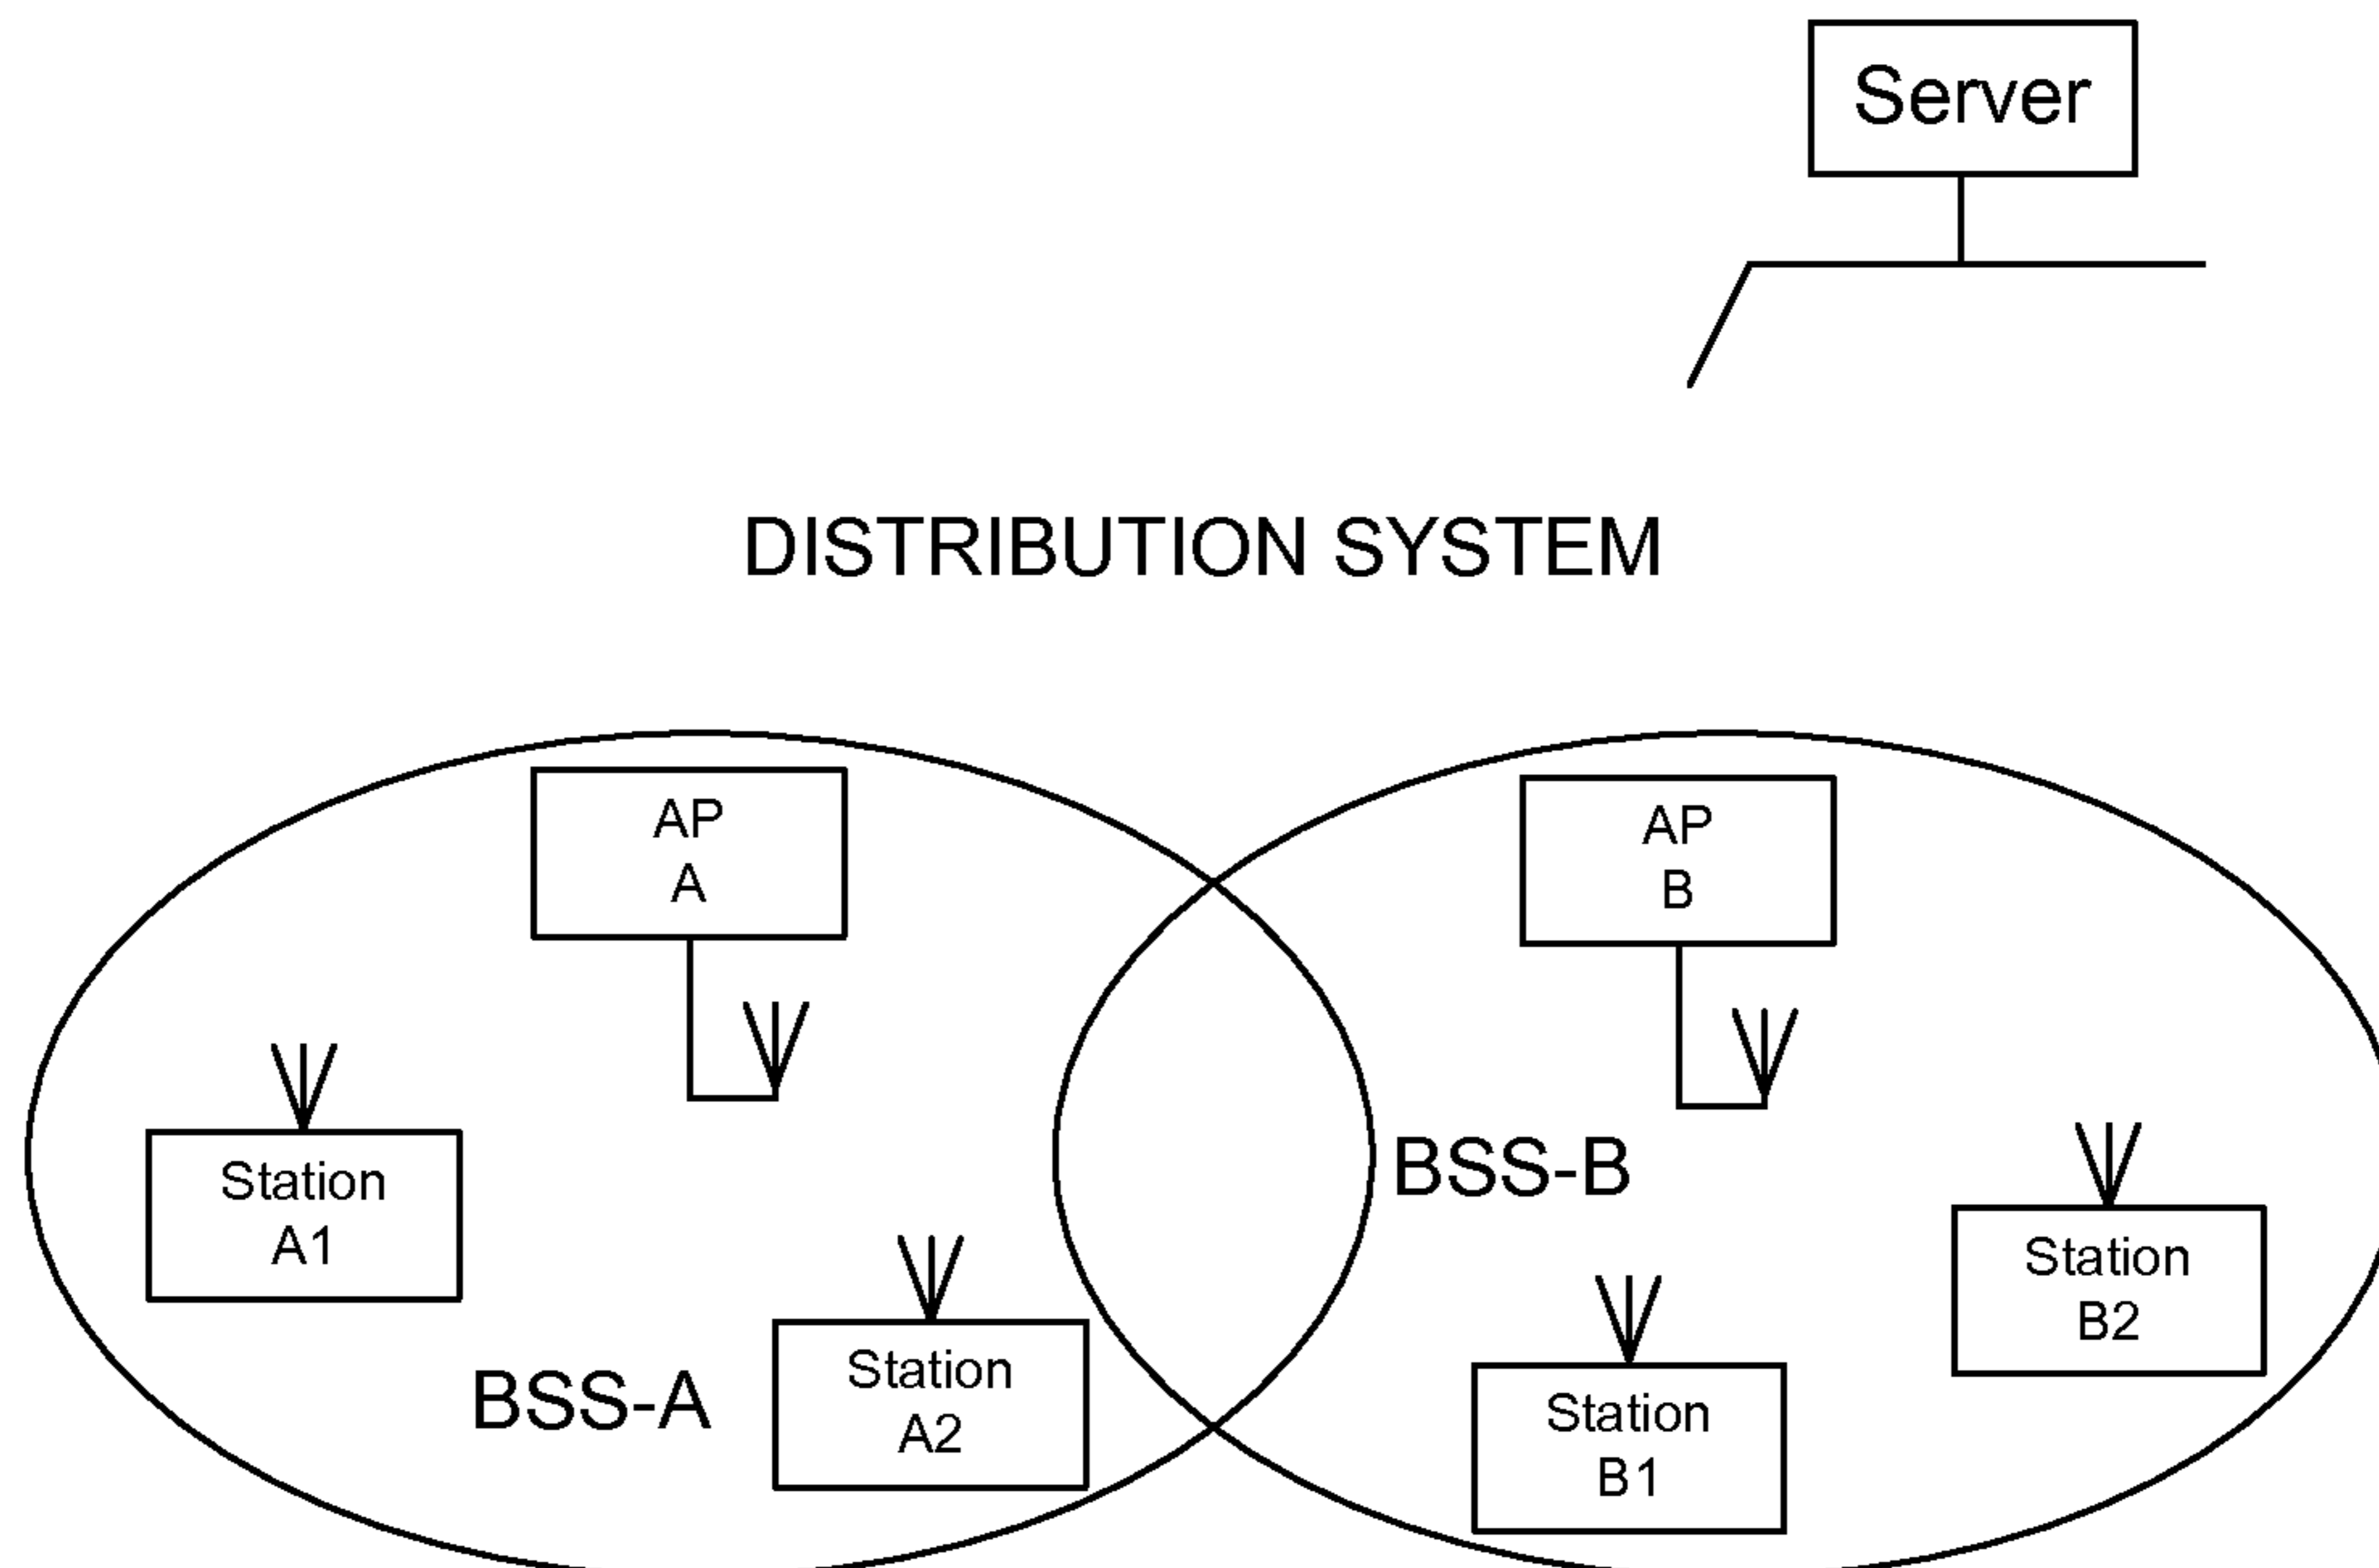 Server
DISTRIBUTION SYSTEM
AP
A
AP
B
Station
A1
BSS-A
Station
A2
BSS-B
Station
B1
Station
B2